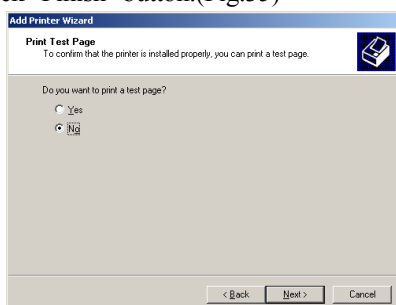 "Finish" button.(Fig.35)
Add Printer Wizard
Print Test Page
To confirm that the printer is installed properly, you can print a test page.
Do you want to print a test page?
Yes
No
< Back Next > Cancel